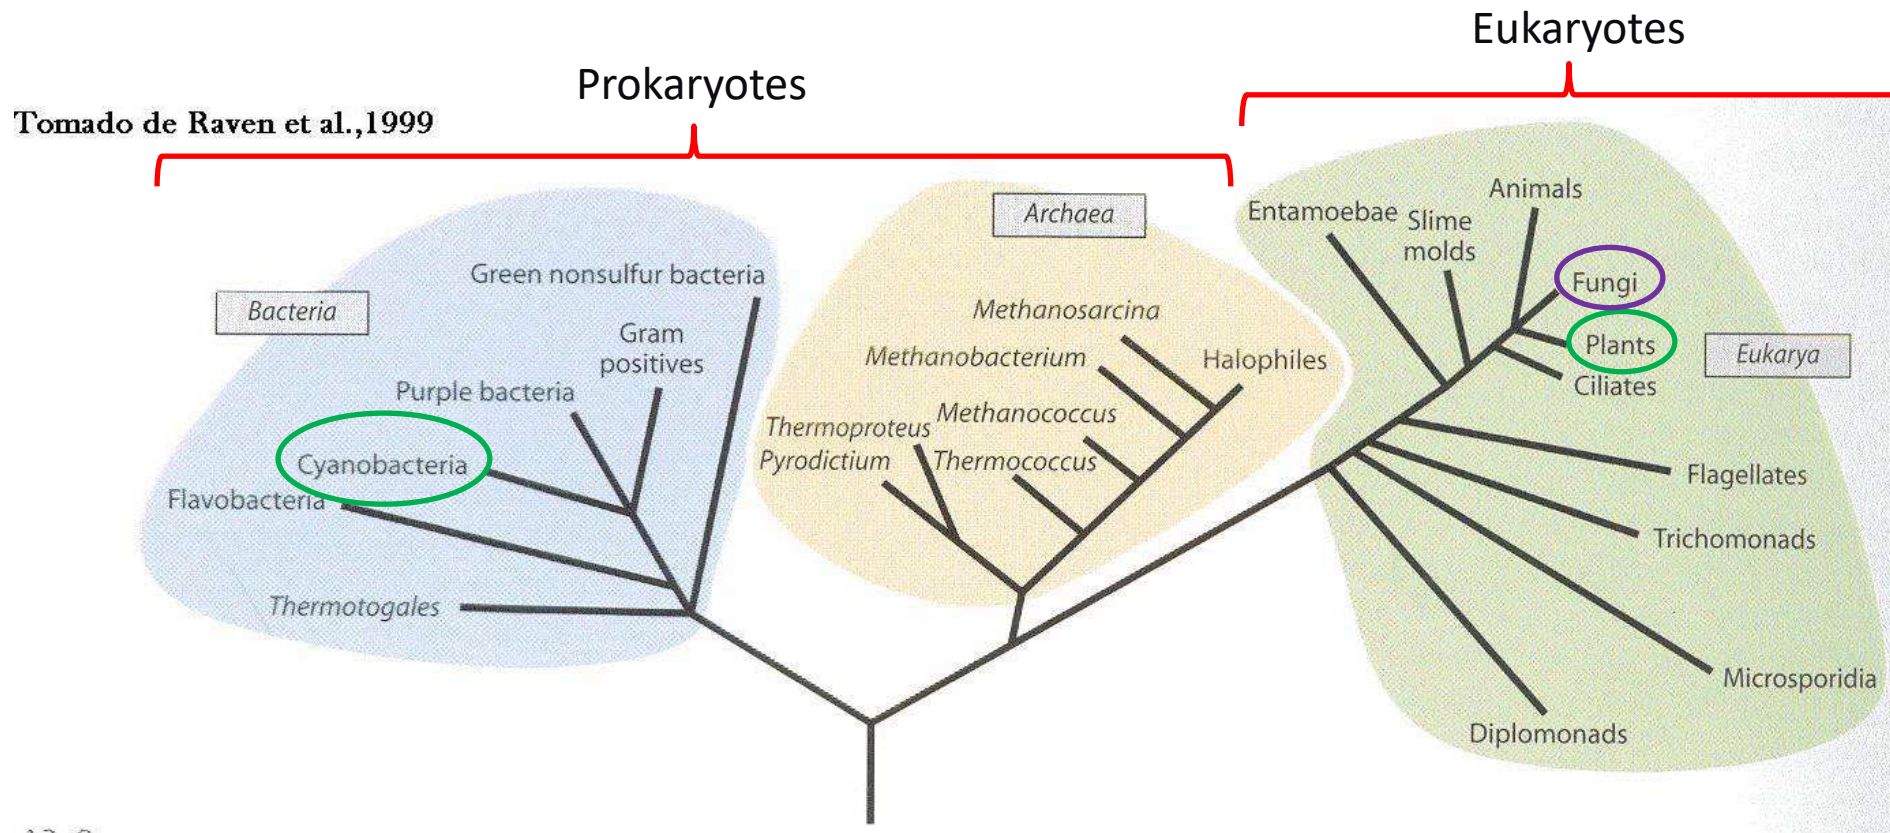 Eukaryotes
Prokaryotes
Tomado de Raven et al.,1999
Bacteria
Green nonsulfur bacteria
Gram
positives
Purple bacteria
Cyanobacteria
Flavobacteria
Thermotogales
Archaea
Methanosarcina
Methanobacterium
Halophiles
Methanococcus
Thermoproteus
Pyrodictium
Thermococcus
Entamoebae
Slime
molds
Animals
Fungi
Plants
Ciliates
Eukarya
Flagellates
Trichomonads
Microsporidia
Diplomonads